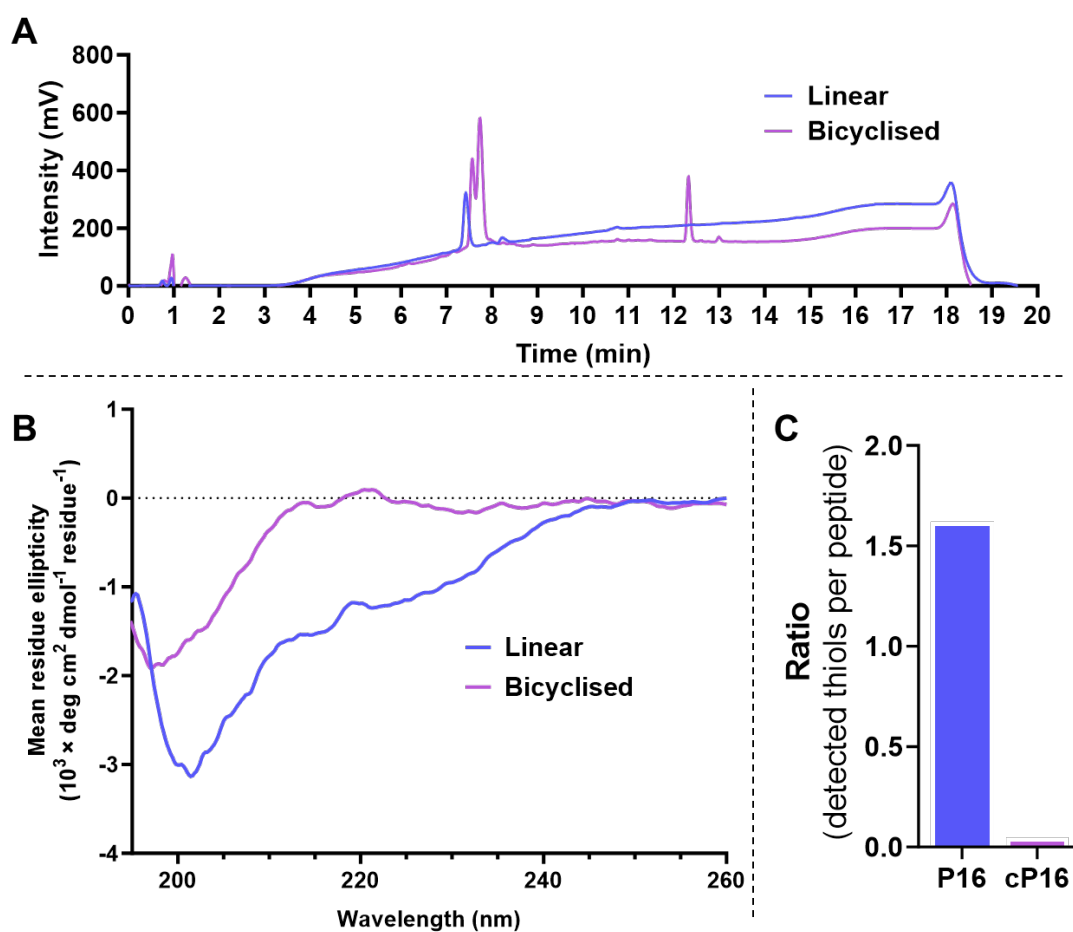 A
Intensity (mV)
800
600
400
200
0
Linear
Bicyclised
0 1 2 3 4 5 6 7 8 9 10 11 12 13 14 15 16 17 18 19 20
Time (min)
B
Mean residue ellipticity
(10³ × deg cm² dmol⁻¹ residue⁻¹)
1
0
-1
-2
-3
-4
Linear
Bicyclised
200 220 240 260
Wavelength (nm)
C
Ratio
(detected thiols per peptide)
2.0
1.5
1.0
0.5
0.0
P16 cP16